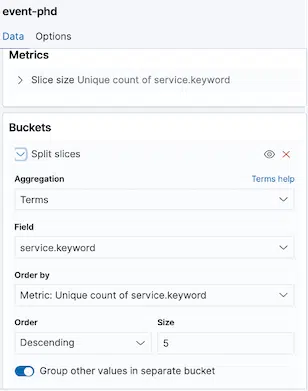 event-phd
Data Options
Metrics
Slice size Unique count of service.keyword
Buckets
Split slices
Aggregation Terms help
Terms
Field
service.keyword
Order by
Metric: Unique count of service.keyword
Order Size
Descending 5
Group other values in separate bucket